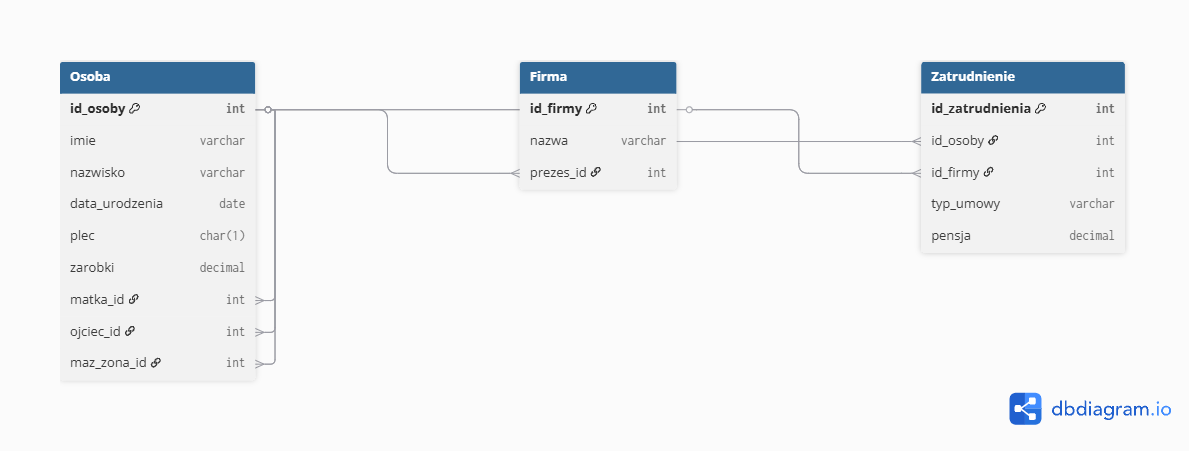 Osoba
id_osoby int
imie varchar
nazwisko varchar
data_urodzenia date
plec char(1)
zarobki decimal
matka_id int
ojciec_id int
maz_zona_id int
Firma
id_firmy int
nazwa varchar
prezes_id int
Zatrudnienie
id_zatrudnienia int
id_osoby int
id_firmy int
typ_umowy varchar
pensja decimal
dbdiagram.io